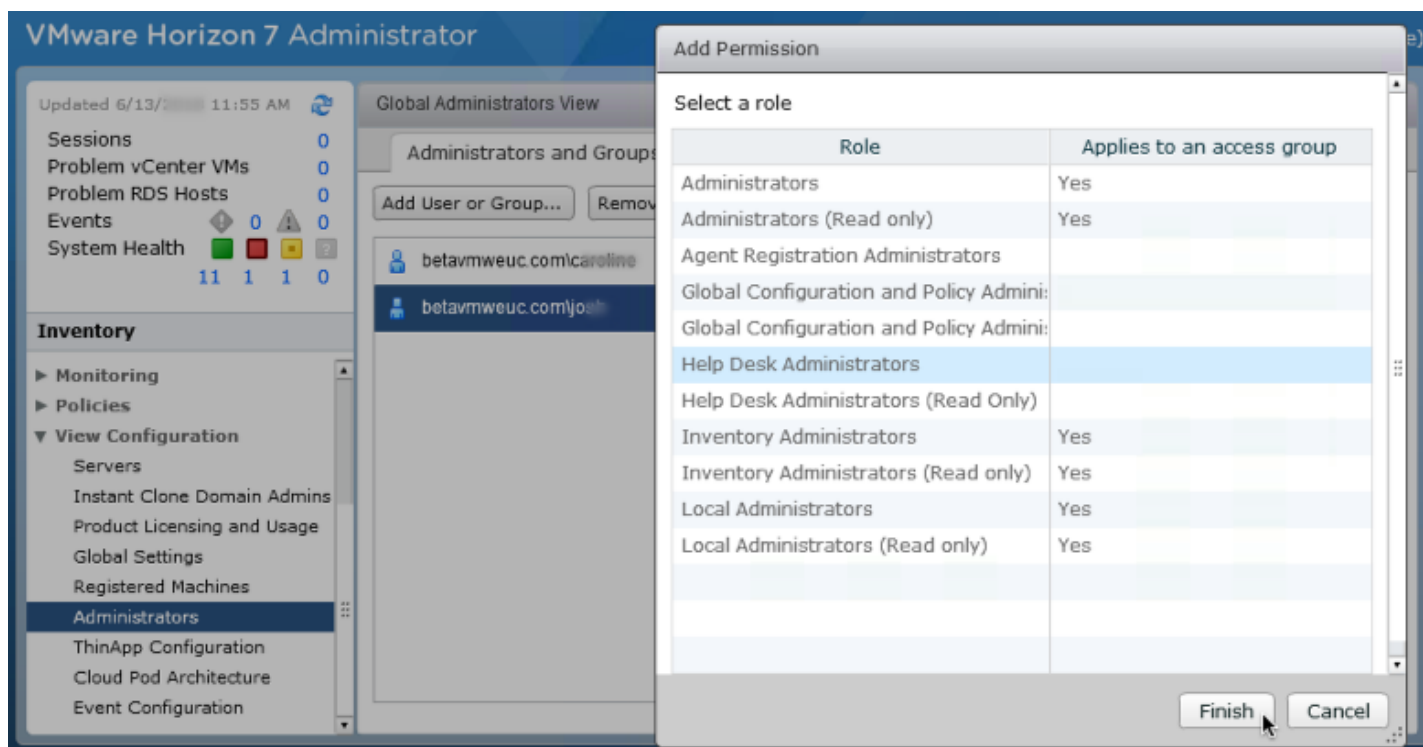 VMware Horizon 7 Administrator
e)
Updated 6/13/ 11:55 AM
Sessions 0
Problem vCenter VMs 0
Problem RDS Hosts 0
Events 0 0
System Health ?
11 1 1 0
Inventory
Monitoring
Policies
View Configuration
Servers
Instant Clone Domain Admins
Product Licensing and Usage
Global Settings
Registered Machines
Administrators
ThinApp Configuration
Cloud Pod Architecture
Event Configuration
Global Administrators View
Administrators and Groups
Add User or Group... Remov
betavmweuc.com\
betavmweuc.com\
Add Permission
Select a role
Role Applies to an access group
Administrators Yes
Administrators (Read only) Yes
Agent Registration Administrators
Global Configuration and Policy Admini
Global Configuration and Policy Admini
Help Desk Administrators
Help Desk Administrators (Read Only)
Inventory Administrators Yes
Inventory Administrators (Read only) Yes
Local Administrators Yes
Local Administrators (Read only) Yes
Finish Cancel